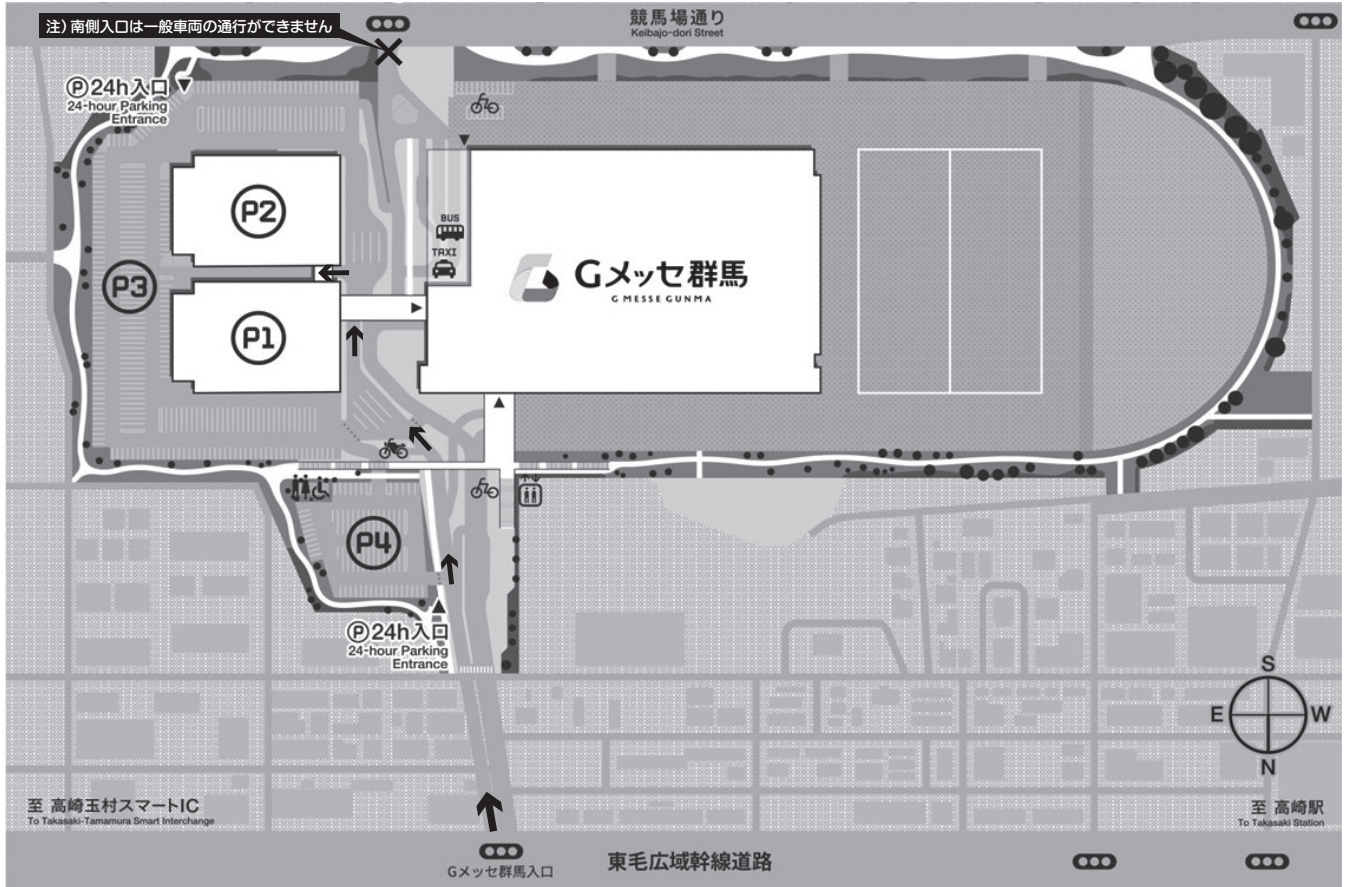 注）南側入口は一般車両の通行ができません
競馬場通り
Keibajo-dori Street
Ⓟ24h入口
24-hour Parking
Entrance
P2
BUS
TAXI
P3
Gメッセ群馬
G MESSE GUNMA
P1
P4
Ⓟ24h入口
24-hour Parking
Entrance
S
E
W
N
至 高崎玉村スマートIC
To Takasaki-Tamamura Smart Interchange
至 高崎駅
To Takasaki Station
Gメッセ群馬入口
東毛広域幹線道路